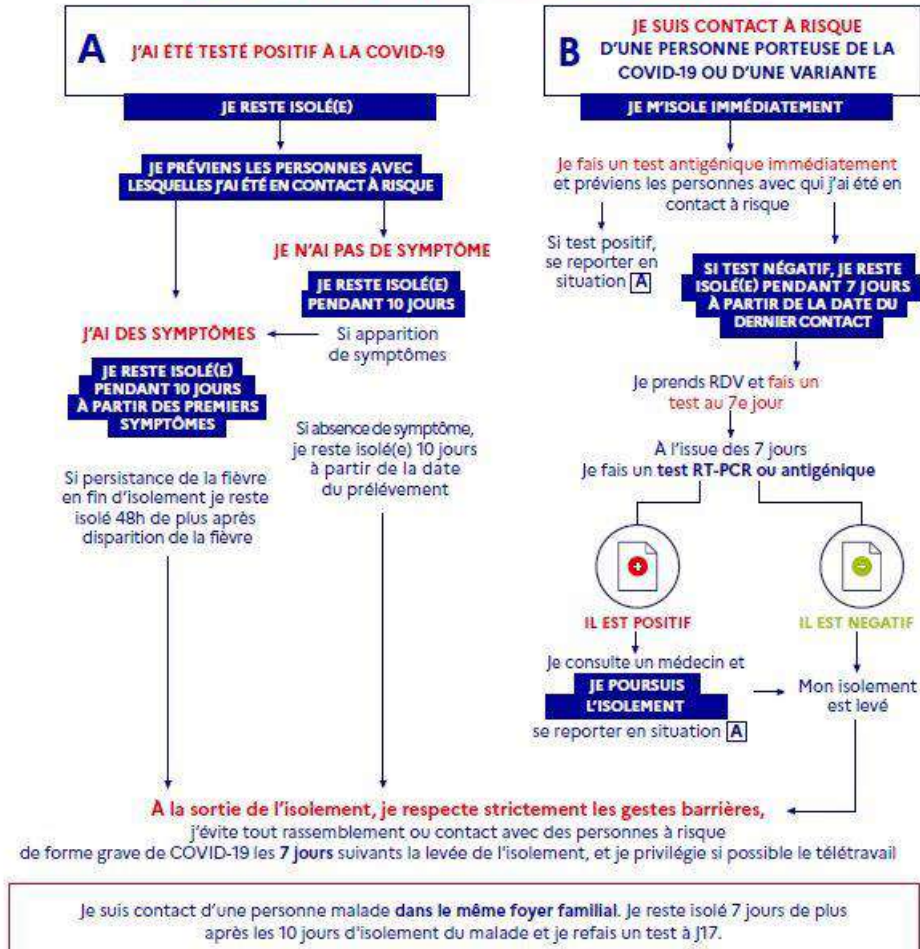 A J'AI ÉTÉ TESTÉ POSITIF À LA COVID-19
JE RESTE ISOLÉ(E)
JE PRÉVIENS LES PERSONNES AVEC
LESQUELLES J'AI ÉTÉ EN CONTACT À RISQUE
JE N'AI PAS DE SYMPTÔME
JE RESTE ISOLÉ(E)
PENDANT 10 JOURS
Si apparition
de symptômes
J'AI DES SYMPTÔMES
JE RESTE ISOLÉ(E)
PENDANT 10 JOURS
À PARTIR DES PREMIERS
SYMPTÔMES
Si persistance de la fièvre
en fin d'isolement je reste
isolé 48h de plus après
disparition de la fièvre
Si absence de symptôme,
je reste isolé(e) 10 jours
à partir de la date
du prélévement
B JE SUIS CONTACT À RISQUE
D'UNE PERSONNE PORTEUSE DE LA
COVID-19 OU D'UNE VARIANTE
JE M'ISOLE IMMÉDIATEMENT
Je fais un test antigénique immédiatement
et préviens les personnes avec qui j'ai été en
contact à risque
Si test positif,
se reporter en
situation A
SI TEST NÉGATIF, JE RESTE
ISOLÉ(E) PENDANT 7 JOURS
À PARTIR DE LA DATE DU
DERNIER CONTACT
Je prends RDV et fais un
test au 7e jour
À l'issue des 7 jours
Je fais un test RT-PCR ou antigénique
IL EST POSITIF
Je consulte un médecin et
JE POURSUIS
L'ISOLEMENT
se reporter en situation A
IL EST NEGATIF
Mon isolement
est levé
À la sortie de l'isolement, je respecte strictement les gestes barrières,
j'évite tout rassemblement ou contact avec des personnes à risque
de forme grave de COVID-19 les 7 jours suivants la levée de l'isolement, et je privilégie si possible le télétravail
Je suis contact d'une personne malade dans le même foyer familial. Je reste isolé 7 jours de plus
après les 10 jours d'isolement du malade et je refais un test à J17.